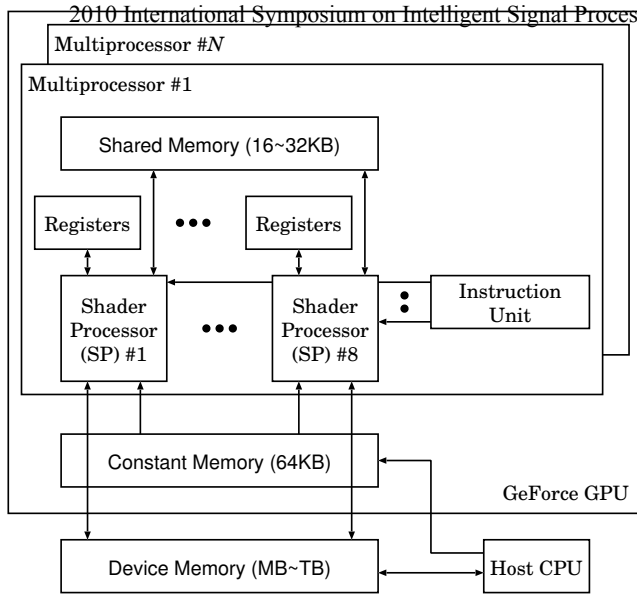 2010 International Symposium on Intelligent Signal Proces
Multiprocessor #N
Multiprocessor #1
Shared Memory (16~32KB)
Registers
Registers
Shader
Processor
(SP) #1
Shader
Processor
(SP) #8
Instruction
Unit
Constant Memory (64KB)
GeForce GPU
Device Memory (MB~TB)
Host CPU